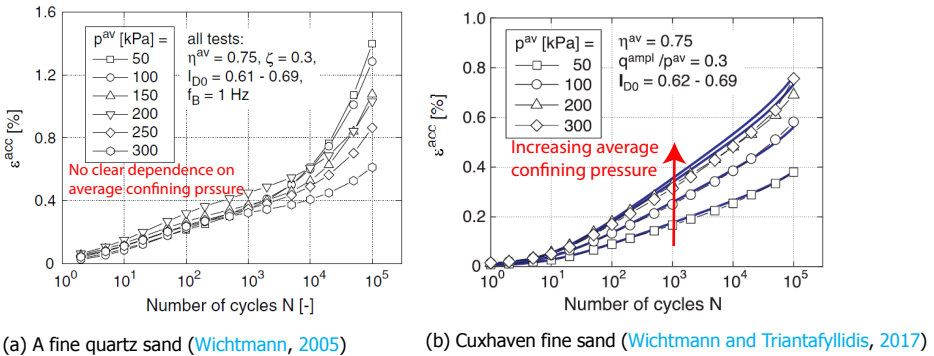 1.6
1.2
0.8
0.4
0
ε^acc [%]
p^av [kPa] =
50
100
150
200
250
300
all tests:
η^av = 0.75, ζ = 0.3,
I_D0 = 0.61 - 0.69,
f_B = 1 Hz
No clear dependence on
average confining prssure
10^0 10^1 10^2 10^3 10^4 10^5
Number of cycles N [-]
(a) A fine quartz sand (Wichtmann, 2005)
1.0
0.8
0.6
0.4
0.2
0
ε^acc [%]
p^av [kPa] =
50
100
200
300
η^av = 0.75
q^ampl /p^av = 0.3
I_D0 = 0.62 - 0.69
Increasing average
confining pressure
10^0 10^1 10^2 10^3 10^4 10^5
Number of cycles N
(b) Cuxhaven fine sand (Wichtmann and Triantafyllidis, 2017)